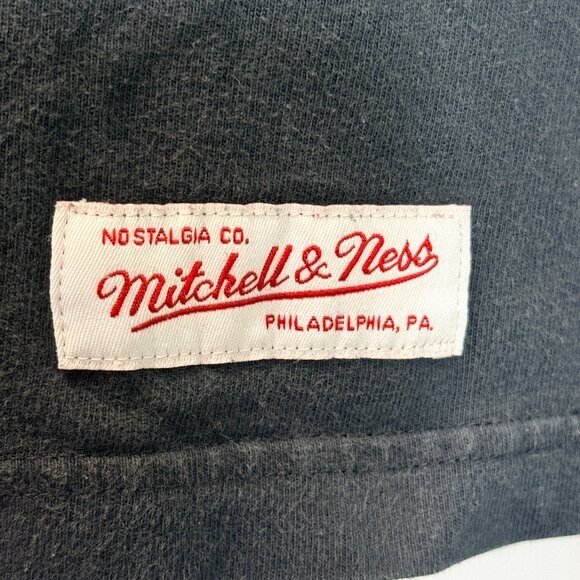 NOSTALGIA CO.
Mitchell & Ness
PHILADELPHIA, PA.